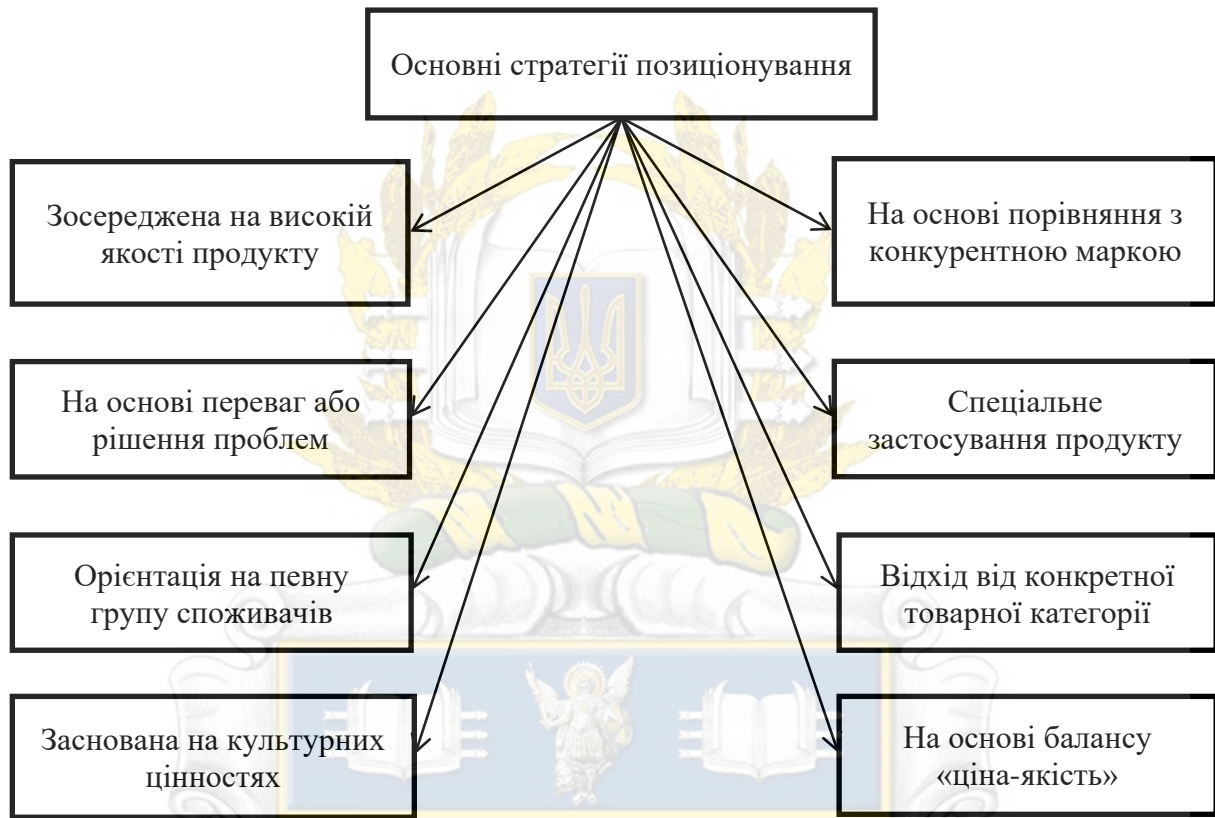 Основні стратегії позиціонування
Зосереджена на високій
якості продукту
На основі порівняння з
конкурентною маркою
На основі переваг або
рішення проблем
Спеціальне
застосування продукту
Орієнтація на певну
групу споживачів
Відхід від конкретної
товарної категорії
Заснована на культурних
цінностях
На основі балансу
«ціна-якість»